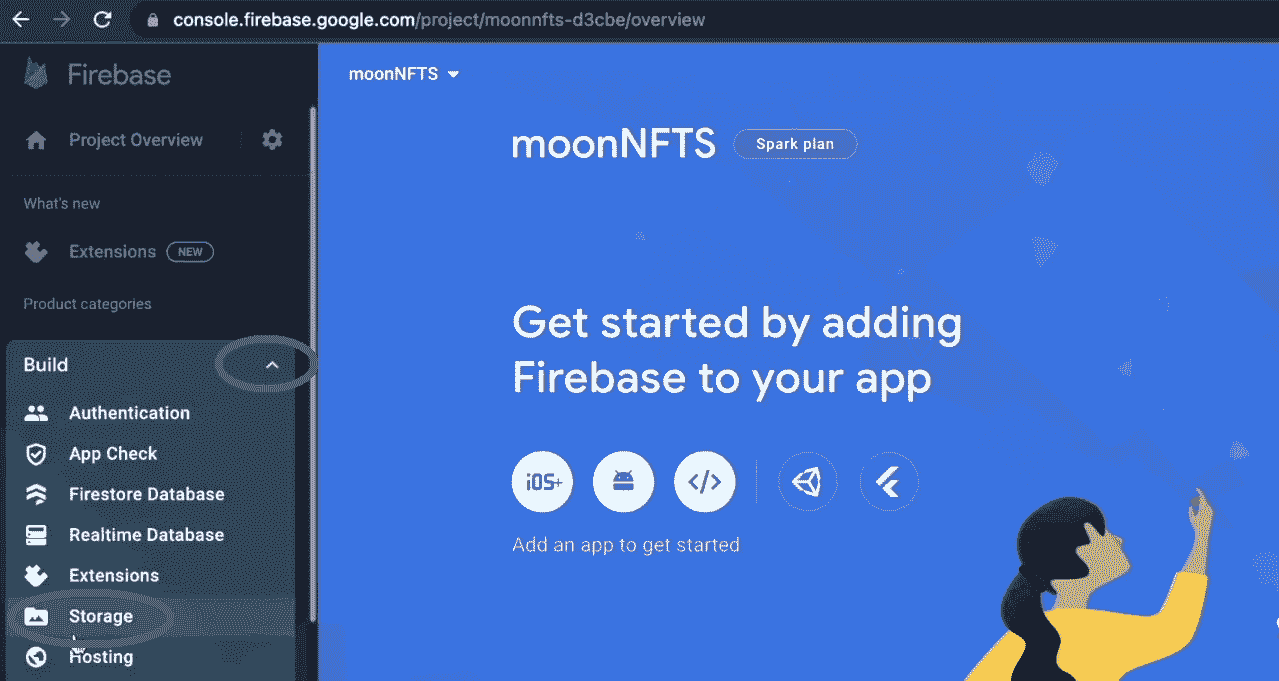 console.firebase.google.com/project/moonnfts-d3cbe/overview
Firebase
Project Overview
What's new
Extensions NEW
Product categories
Build
Authentication
App Check
Firestore Database
Realtime Database
Extensions
Storage
Hosting
moonNFTS
moonNFTS Spark plan
Get started by adding
Firebase to your app
iOS+
Add an app to get started